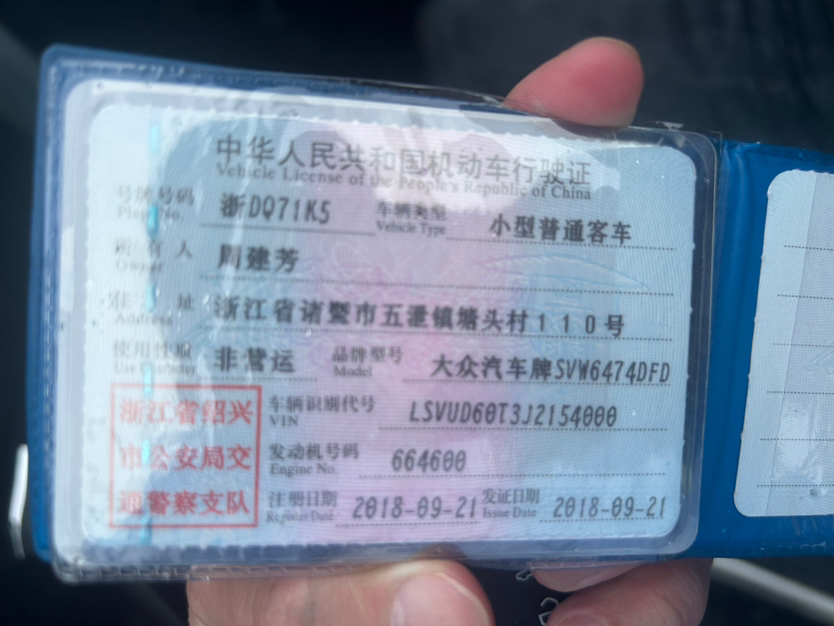 中华人民共和国机动车行驶证
Vehicle License of the People's Republic of China
号牌号码 浙DQ71K5 车辆类型 小型普通客车
Plate No. Vehicle Type
所有人 周建芳
Owner
住址 浙江省诸暨市五泄镇塘头村110号
Address
使用性质 非营运 品牌型号 大众汽车牌SVW6474DFD
Use Character Model
浙江省绍兴
市公安局交
通警察支队
车辆识别代号 LSVUD60T3J2154000
VIN
发动机号码 664600
Engine No.
注册日期 2018-09-21 发证日期 2018-09-21
Register Date Issue Date